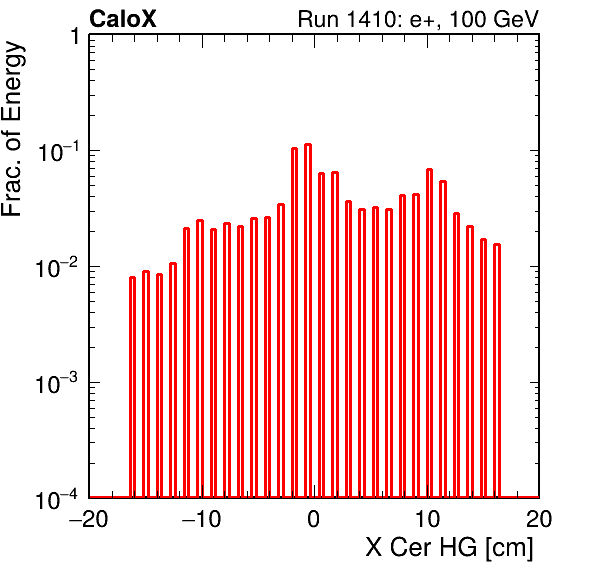 CaloX Run 1410: e+, 100 GeV
Frac. of Energy
1
10⁻¹
10⁻²
10⁻³
10⁻⁴
−20 −10 0 10 20
X Cer HG [cm]